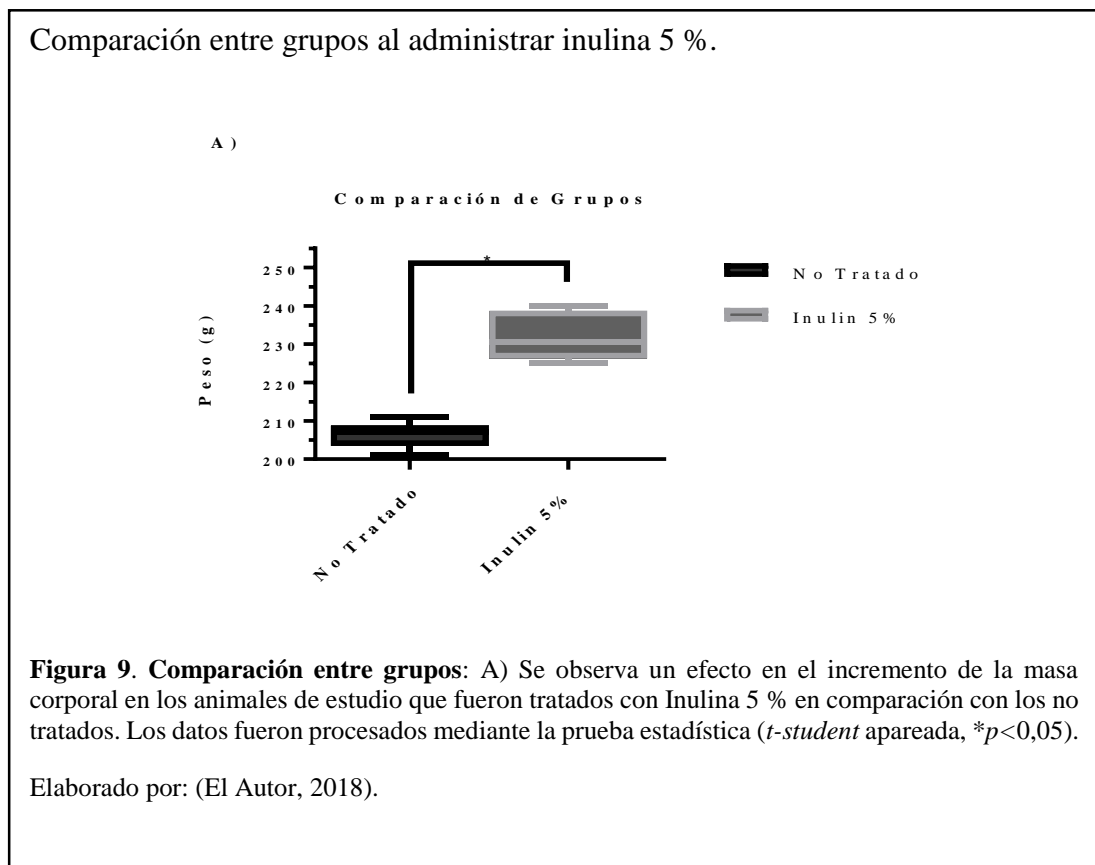 Comparación entre grupos al administrar inulina 5 %.
A)
Comparación de Grupos
*
250
240
230
220
210
200
Peso (g)
No Tratado
Inulin 5%
No Tratado
Inulin 5%
Figura 9. Comparación entre grupos: A) Se observa un efecto en el incremento de la masa
corporal en los animales de estudio que fueron tratados con Inulina 5 % en comparación con los no
tratados. Los datos fueron procesados mediante la prueba estadística (t-student apareada, *p<0,05).
Elaborado por: (El Autor, 2018).